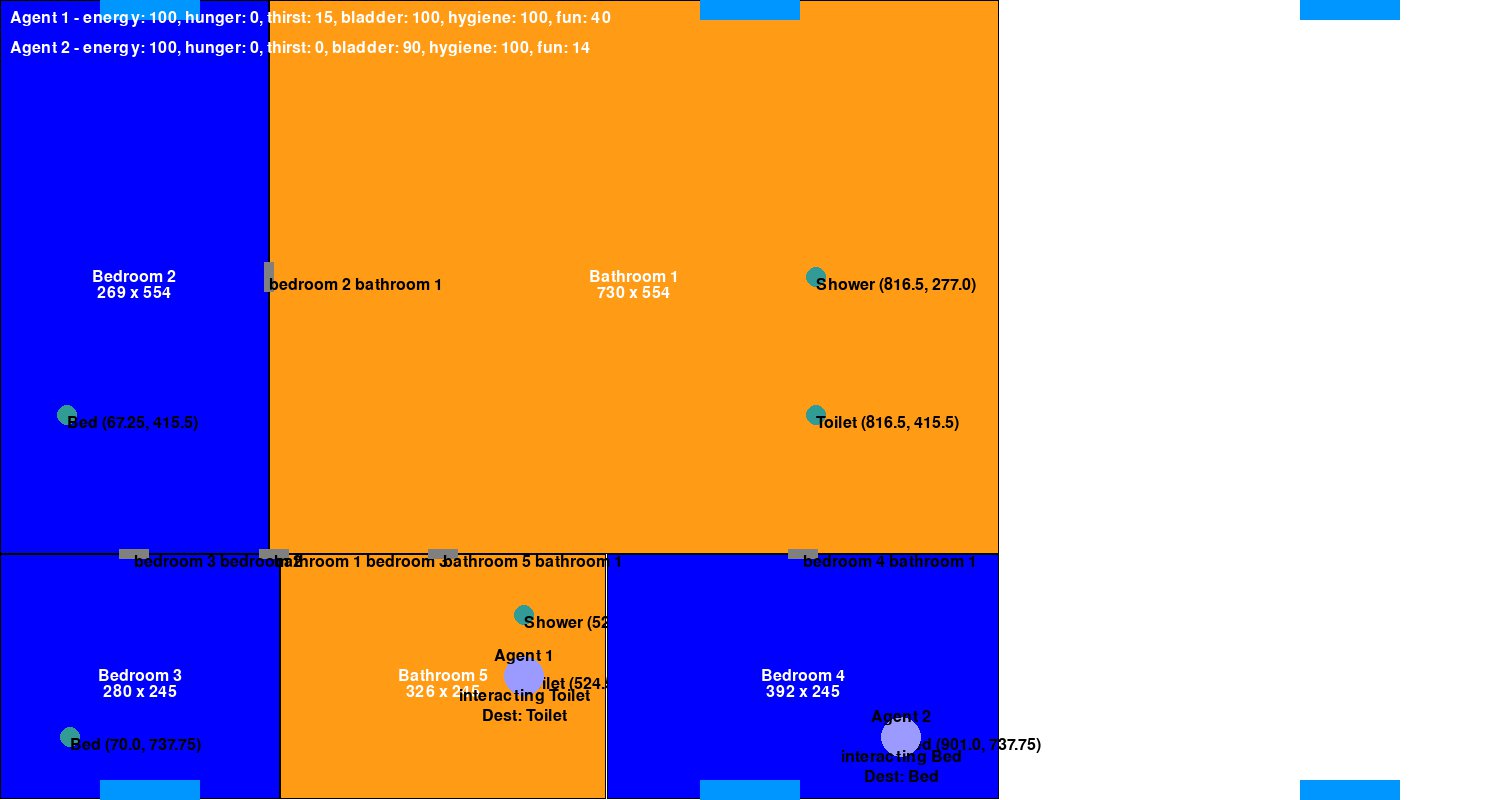 Agent 1 - energy: 100, hunger: 0, thirst: 15, bladder: 100, hygiene: 100, fun: 40
Agent 2 - energy: 100, hunger: 0, thirst: 0, bladder: 90, hygiene: 100, fun: 14
Bedroom 2
269 x 554
bedroom 2 bathroom 1
Bathroom 1
730 x 554
Shower (816.5, 277.0)
Bed (67.25, 415.5)
Toilet (816.5, 415.5)
bedroom 3 bedroom 2
bathroom 1 bedroom 3
bathroom 5 bathroom 1
bedroom 4 bathroom 1
Shower (52
Agent 1
Bedroom 3
280 x 245
Bathroom 5
326 x 245
(524.
interacting Toilet
Dest: Toilet
Bedroom 4
392 x 245
Agent 2
Bed (70.0, 737.75)
(901.0, 737.75)
interacting Bed
Dest: Bed